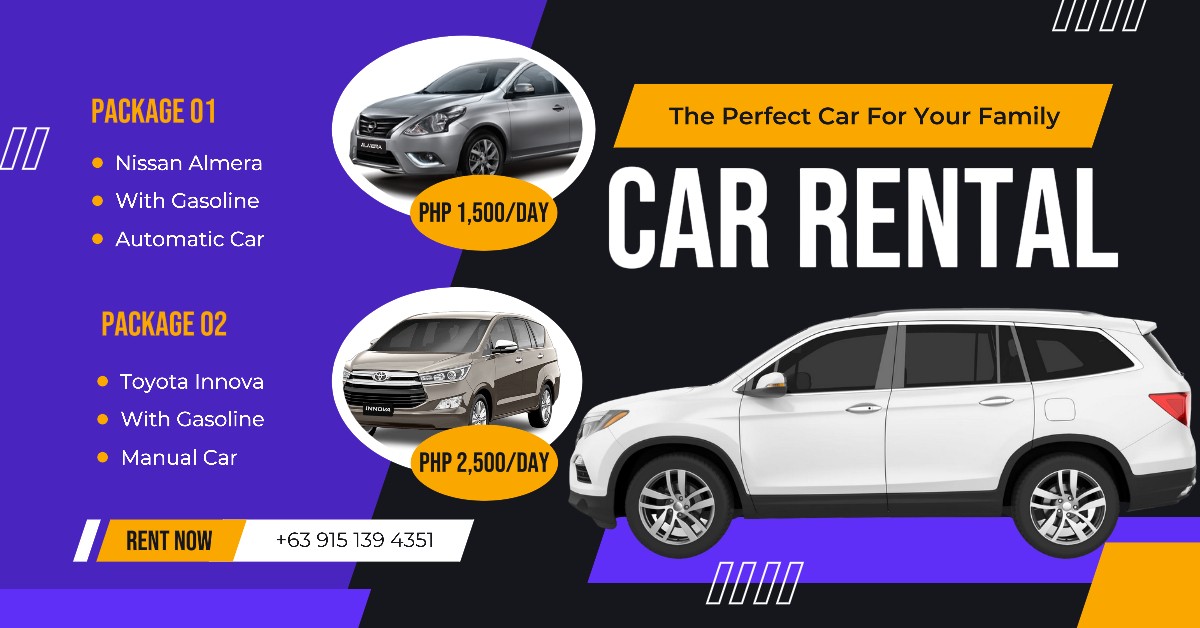 PACKAGE 01
Nissan Almera
With Gasoline
Automatic Car
ALMERA
PHP 1,500/DAY
PACKAGE 02
Toyota Innova
With Gasoline
Manual Car
INNOVA
PHP 2,500/DAY
RENT NOW
+63 915 139 4351
The Perfect Car For Your Family
CAR RENTAL